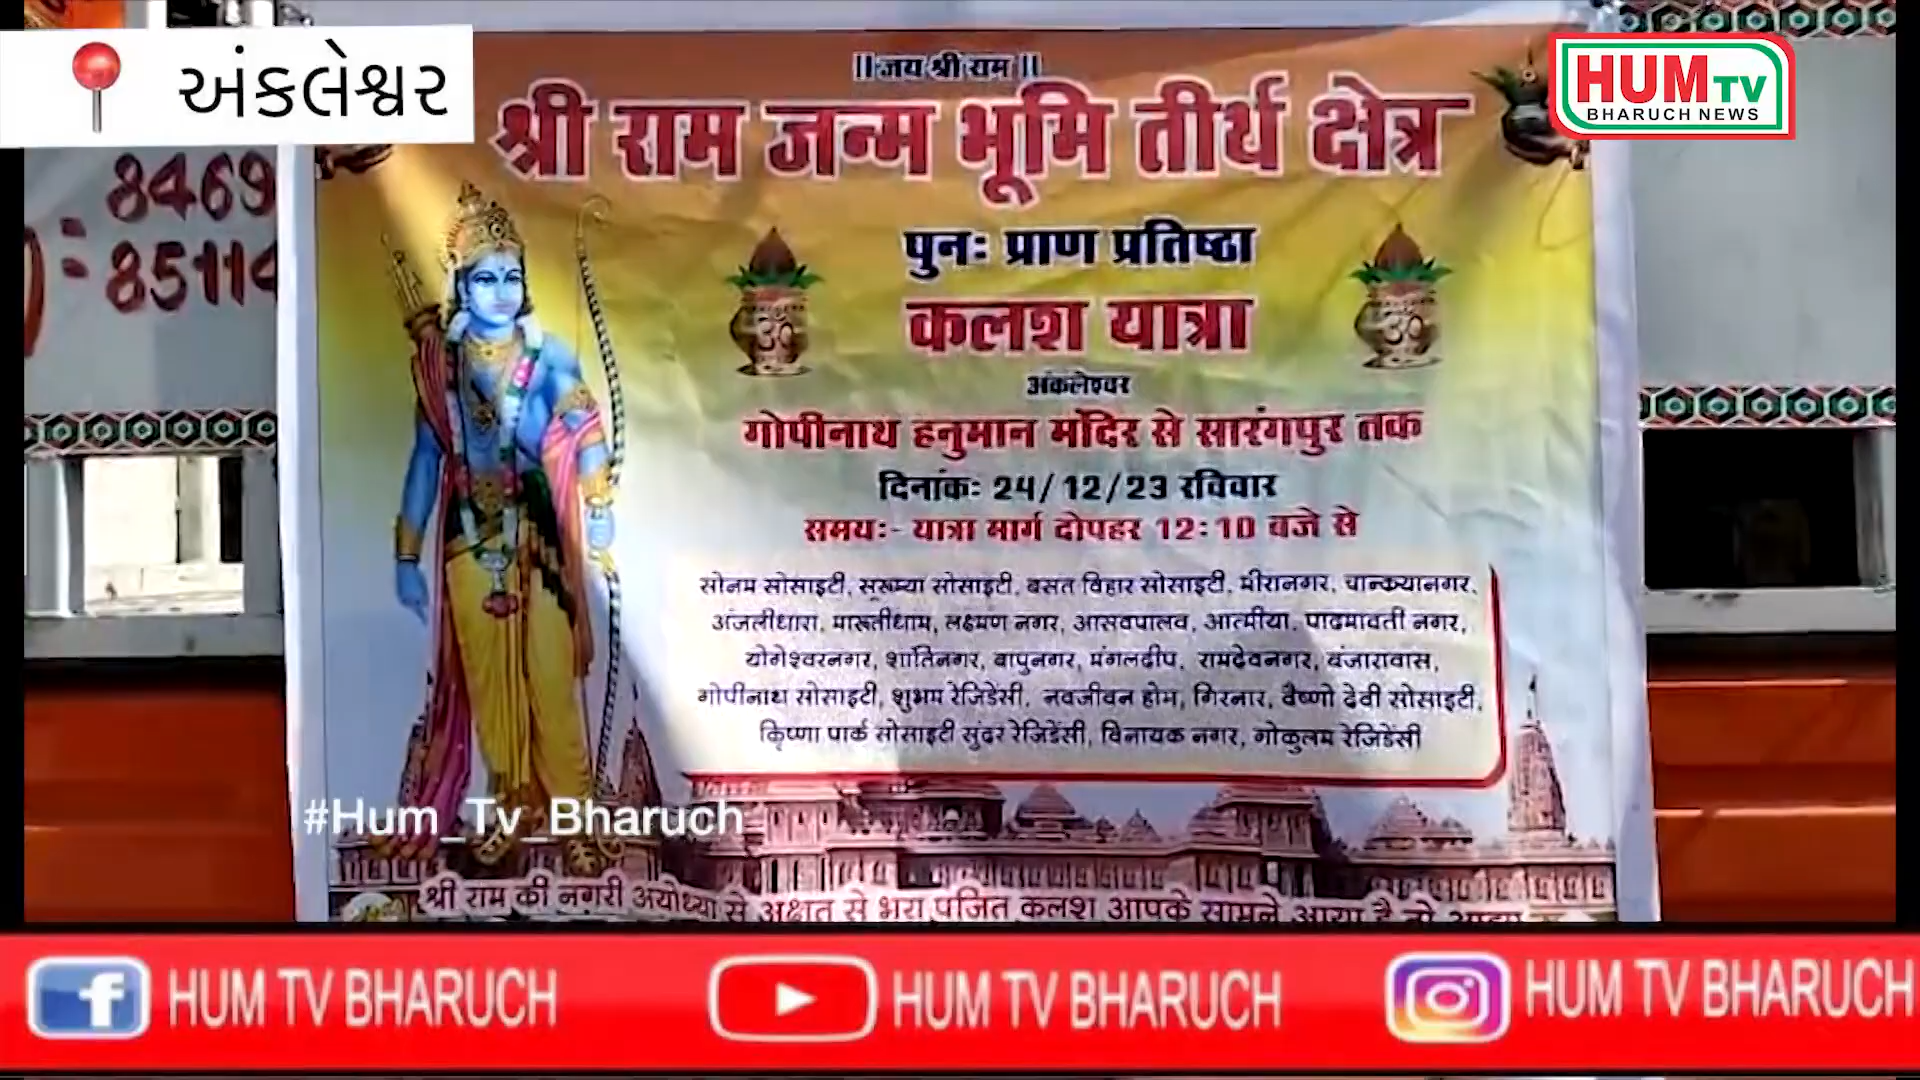 અંકલેશ્વર
HUM TV
BHARUCH NEWS
8469
= 85114
||जय श्री राम||
श्री राम जन्म भूमि तीर्थ क्षेत्र
पुनः प्राण प्रतिष्ठा
कलश यात्रा
अंकलेश्वर
गोपीनाथ हनुमान मंदिर से सारंगपुर तक
दिनांकः 24/12/23 रविवार
समयः- यात्रा मार्ग दोपहर 12:10 बजे से
सोनम सोसाइटी, सुरूम्या सोसाइटी, बसत विहार सोसाइटी, मीरानगर, चान्क्यानगर,
अंजलीधारा, मारूतीधाम, लक्ष्मण नगर, आसवपालव, आत्मीया, पादमावती नगर,
योगेश्वरनगर, शांतिनगर, बापुनगर, मंगलदीप, रामदेवनगर, वंजारावास,
गोपीनाथ सोसाइटी, शुभम रेजिडेंसी, नवजीवन होम, गिरनार, वैष्णो देवी सोसाइटी,
क्रिष्णा पार्क सोसाइटी सुंदर रेजिडेंसी, विनायक नगर, गोकुलम रेजिडेंसी
#Hum_Tv_Bharuch
श्री राम की नगरी अयोध्या से अक्षत से भरा पूजित कलश आपके सामने आया है तो
HUM TV BHARUCH
HUM TV BHARUCH
HUM TV BHARUCH